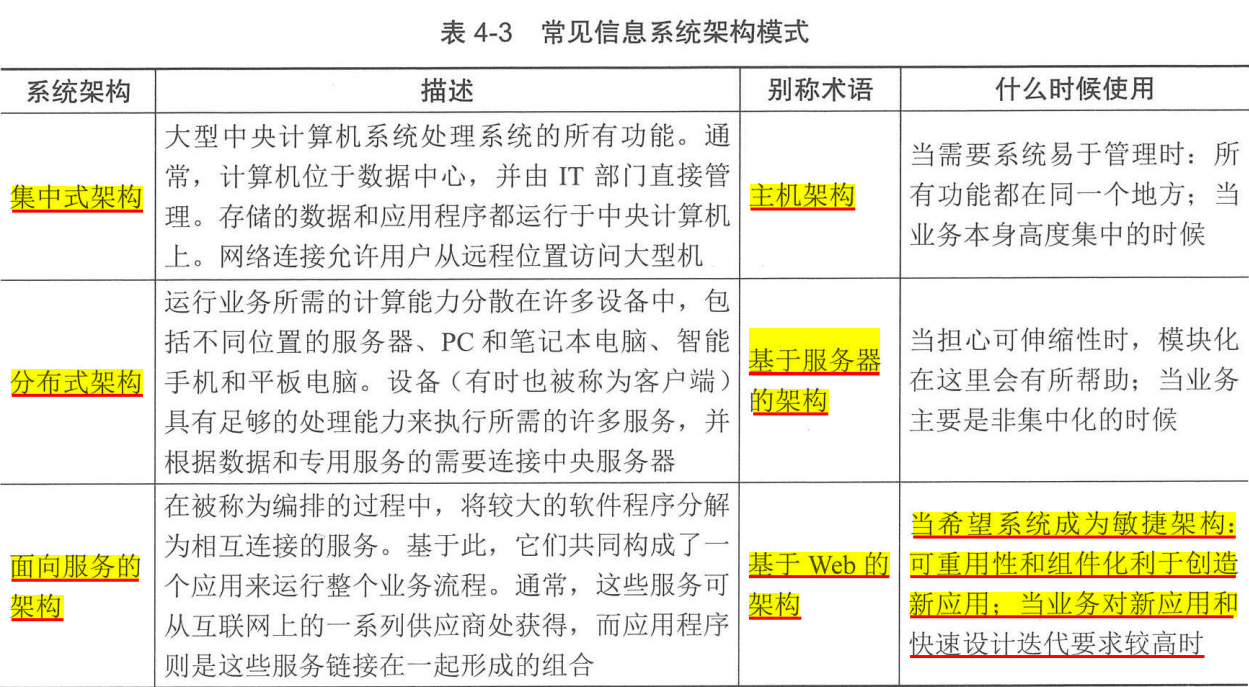 表 4-3 常见信息系统架构模式
系统架构
描述
别称术语
什么时候使用
集中式架构
大型中央计算机系统处理系统的所有功能。通
常，计算机位于数据中心，并由 IT 部门直接管
理。存储的数据和应用程序都运行于中央计算机
上。网络连接允许用户从远程位置访问大型机
主机架构
当需要系统易于管理时：所
有功能都在同一个地方；当
业务本身高度集中的时候
分布式架构
运行业务所需的计算能力分散在许多设备中，包
括不同位置的服务器、PC 和笔记本电脑、智能
手机和平板电脑。设备（有时也被称为客户端）
具有足够的处理能力来执行所需的许多服务，并
根据数据和专用服务的需要连接中央服务器
基于服务器
的架构
当担心可伸缩性时，模块化
在这里会有所帮助；当业务
主要是非集中化的时候
面向服务的
架构
在被称为编排的过程中，将较大的软件程序分解
为相互连接的服务。基于此，它们共同构成了一
个应用来运行整个业务流程。通常，这些服务可
从互联网上的一系列供应商处获得，而应用程序
则是这些服务链接在一起形成的组合
基于 Web 的
架构
当希望系统成为敏捷架构：
可重用性和组件化利于创造
新应用；当业务对新应用和
快速设计迭代要求较高时